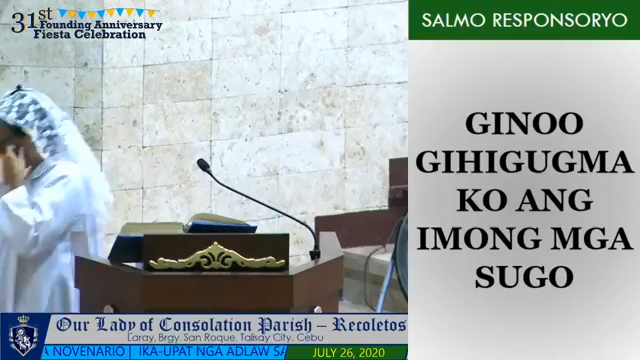 31st
Founding Anniversary
Fiesta Celebration
SALMO RESPONSORYO
GINOO
GIHIGUGMA
KO ANG
IMONG MGA
SUGO
Our Lady of Consolation Parish – Recoletos
Laray, Brgy. San Roque, Talisay City, Cebu
A NOVENARIO | IKA-UPAT NGA ADLAW SA
JULY 26, 2020